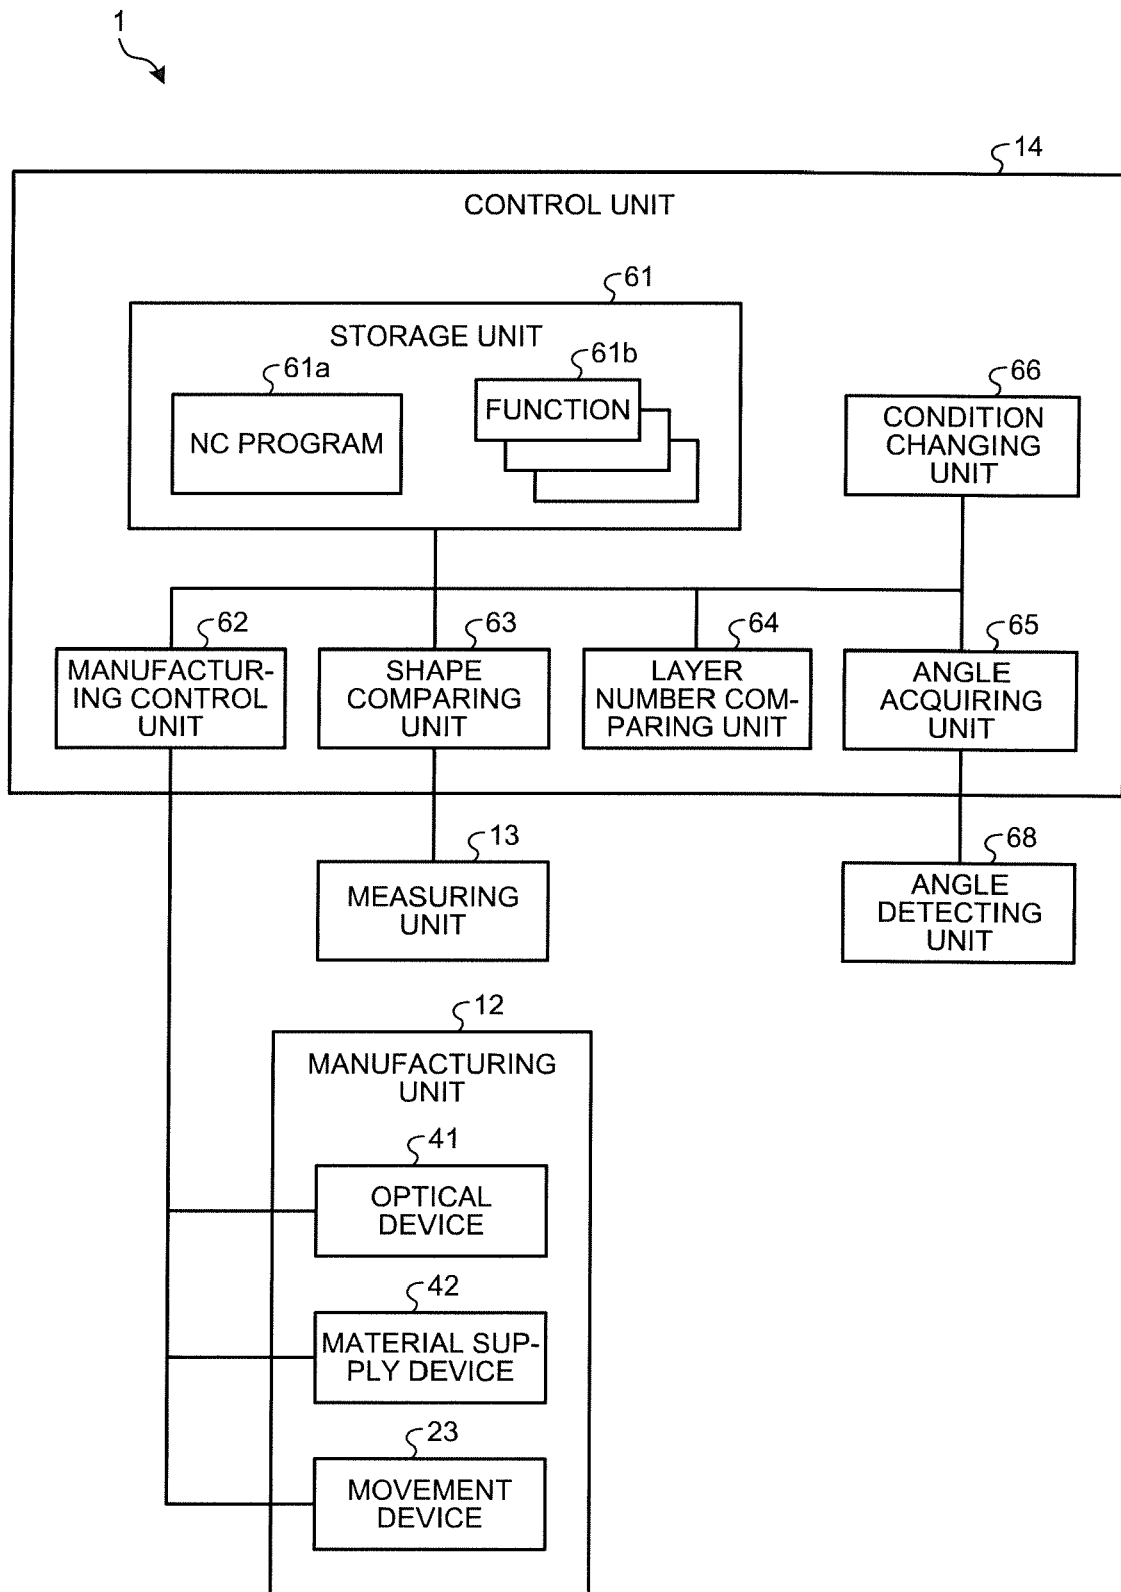 1
14
CONTROL UNIT
61
STORAGE UNIT
61a
61b
NC PROGRAM
FUNCTION
66
CONDITION
CHANGING
UNIT
62
63
64
65
MANUFACTUR-
ING CONTROL
UNIT
SHAPE
COMPARING
UNIT
LAYER
NUMBER COM-
PARING UNIT
ANGLE
ACQUIRING
UNIT
13
68
MEASURING
UNIT
ANGLE
DETECTING
UNIT
12
MANUFACTURING
UNIT
41
OPTICAL
DEVICE
42
MATERIAL SUP-
PLY DEVICE
23
MOVEMENT
DEVICE